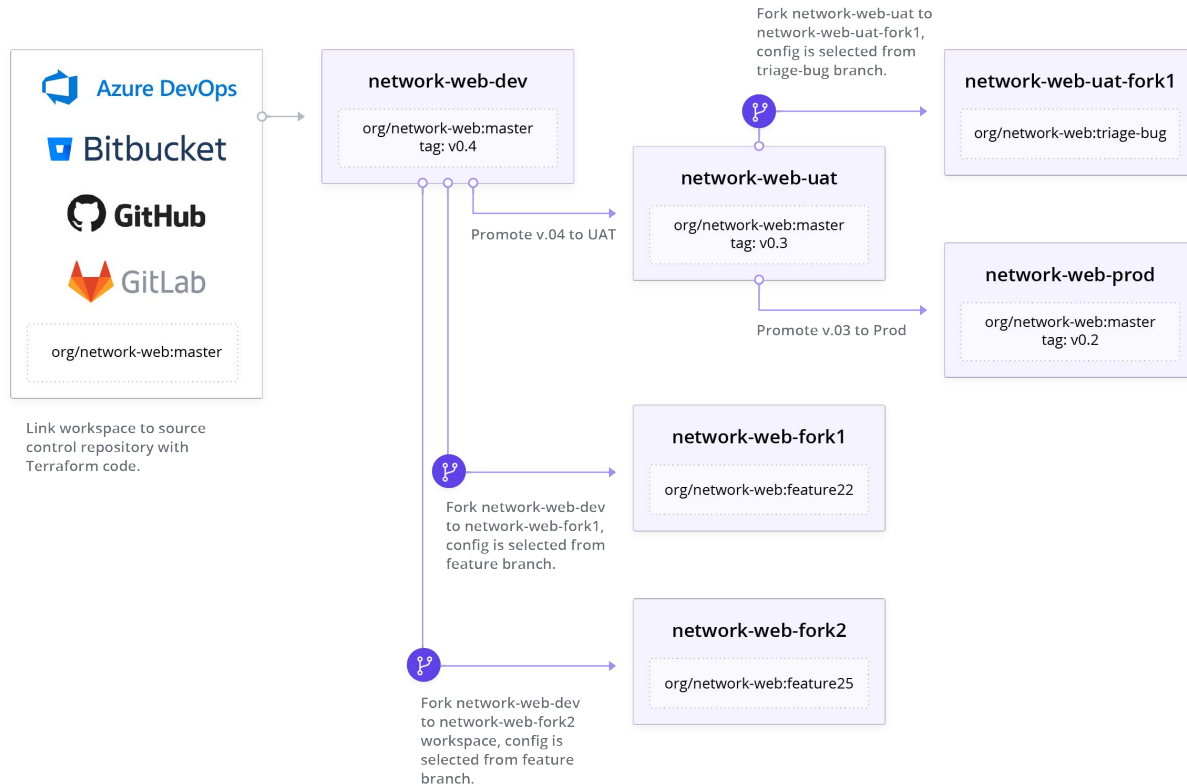 Azure DevOps
Bitbucket
GitHub
GitLab
org/network-web:master
Link workspace to source
control repository with
Terraform code.
network-web-dev
org/network-web:master
tag: v0.4
Promote v.04 to UAT
Fork network-web-uat to
network-web-uat-fork1,
config is selected from
triage-bug branch.
network-web-uat
org/network-web:master
tag: v0.3
Promote v.03 to Prod
network-web-uat-fork1
org/network-web:triage-bug
network-web-prod
org/network-web:master
tag: v0.2
Fork network-web-dev
to network-web-fork1,
config is selected from
feature branch.
network-web-fork1
org/network-web:feature22
Fork network-web-dev
to network-web-fork2
workspace, config is
selected from feature
branch.
network-web-fork2
org/network-web:feature25